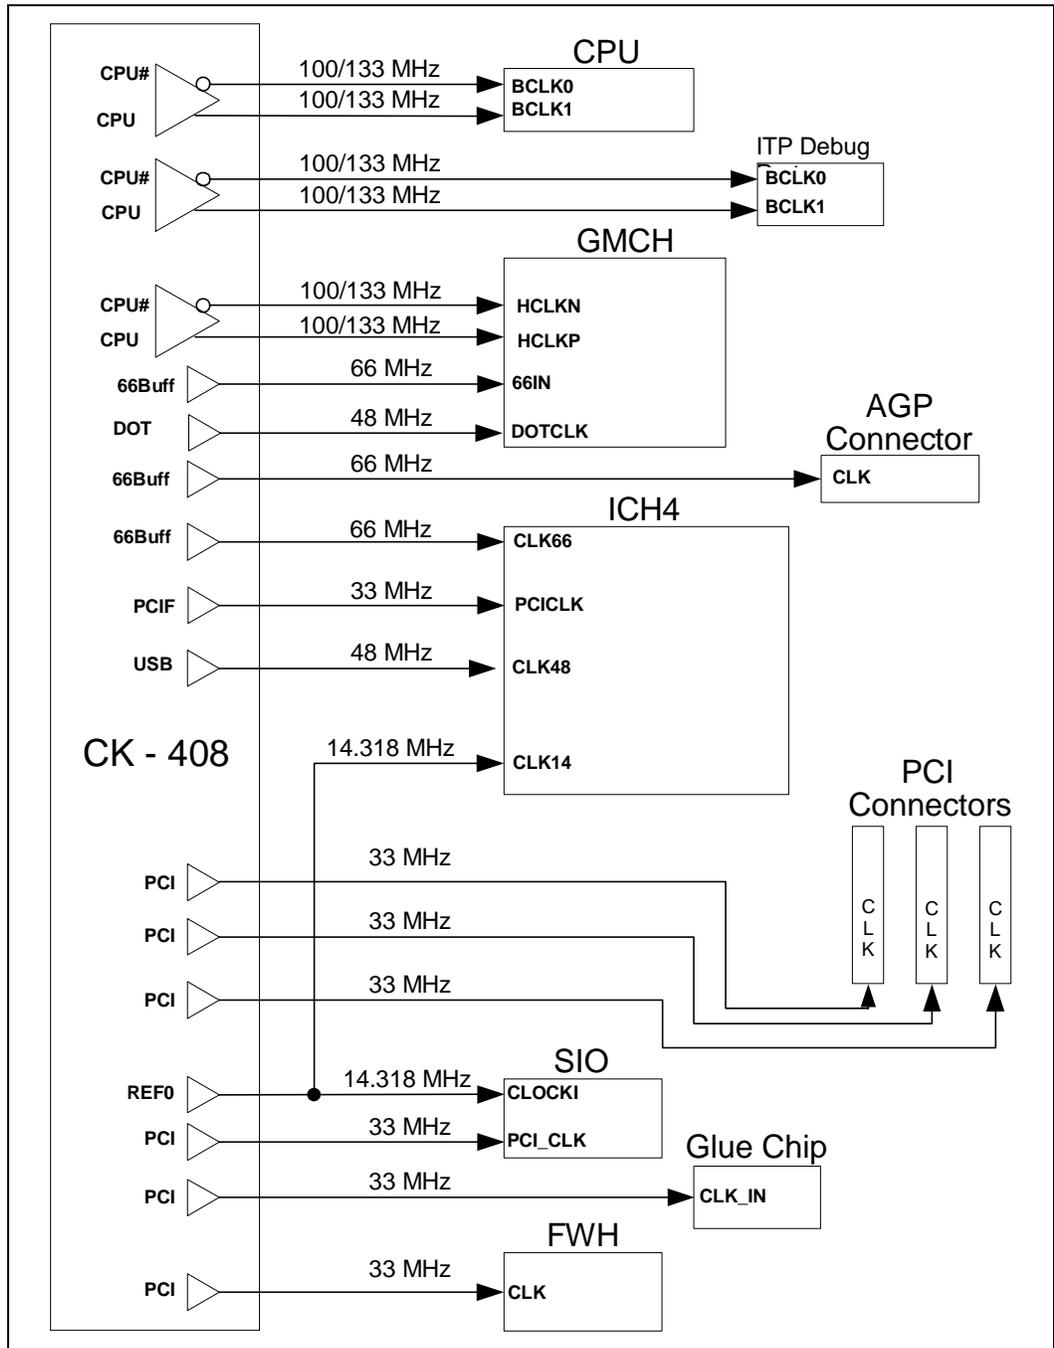 CPU
CPU# 100/133 MHz BCLK0
CPU 100/133 MHz BCLK1
ITP Debug
CPU# 100/133 MHz BCLK0
CPU 100/133 MHz BCLK1
GMCH
CPU# 100/133 MHz HCLKN
CPU 100/133 MHz HCLKP
66Buff 66 MHz 66IN
DOT 48 MHz DOTCLK
AGP
Connector
66Buff 66 MHz CLK
ICH4
66Buff 66 MHz CLK66
PCIF 33 MHz PCICLK
USB 48 MHz CLK48
CK - 408
14.318 MHz CLK14
PCI
Connectors
PCI 33 MHz
PCI 33 MHz
PCI 33 MHz
CLK CLK CLK
SIO
REF0 14.318 MHz CLOCKI
PCI 33 MHz PCI_CLK
Glue Chip
PCI 33 MHz CLK_IN
FWH
PCI 33 MHz CLK